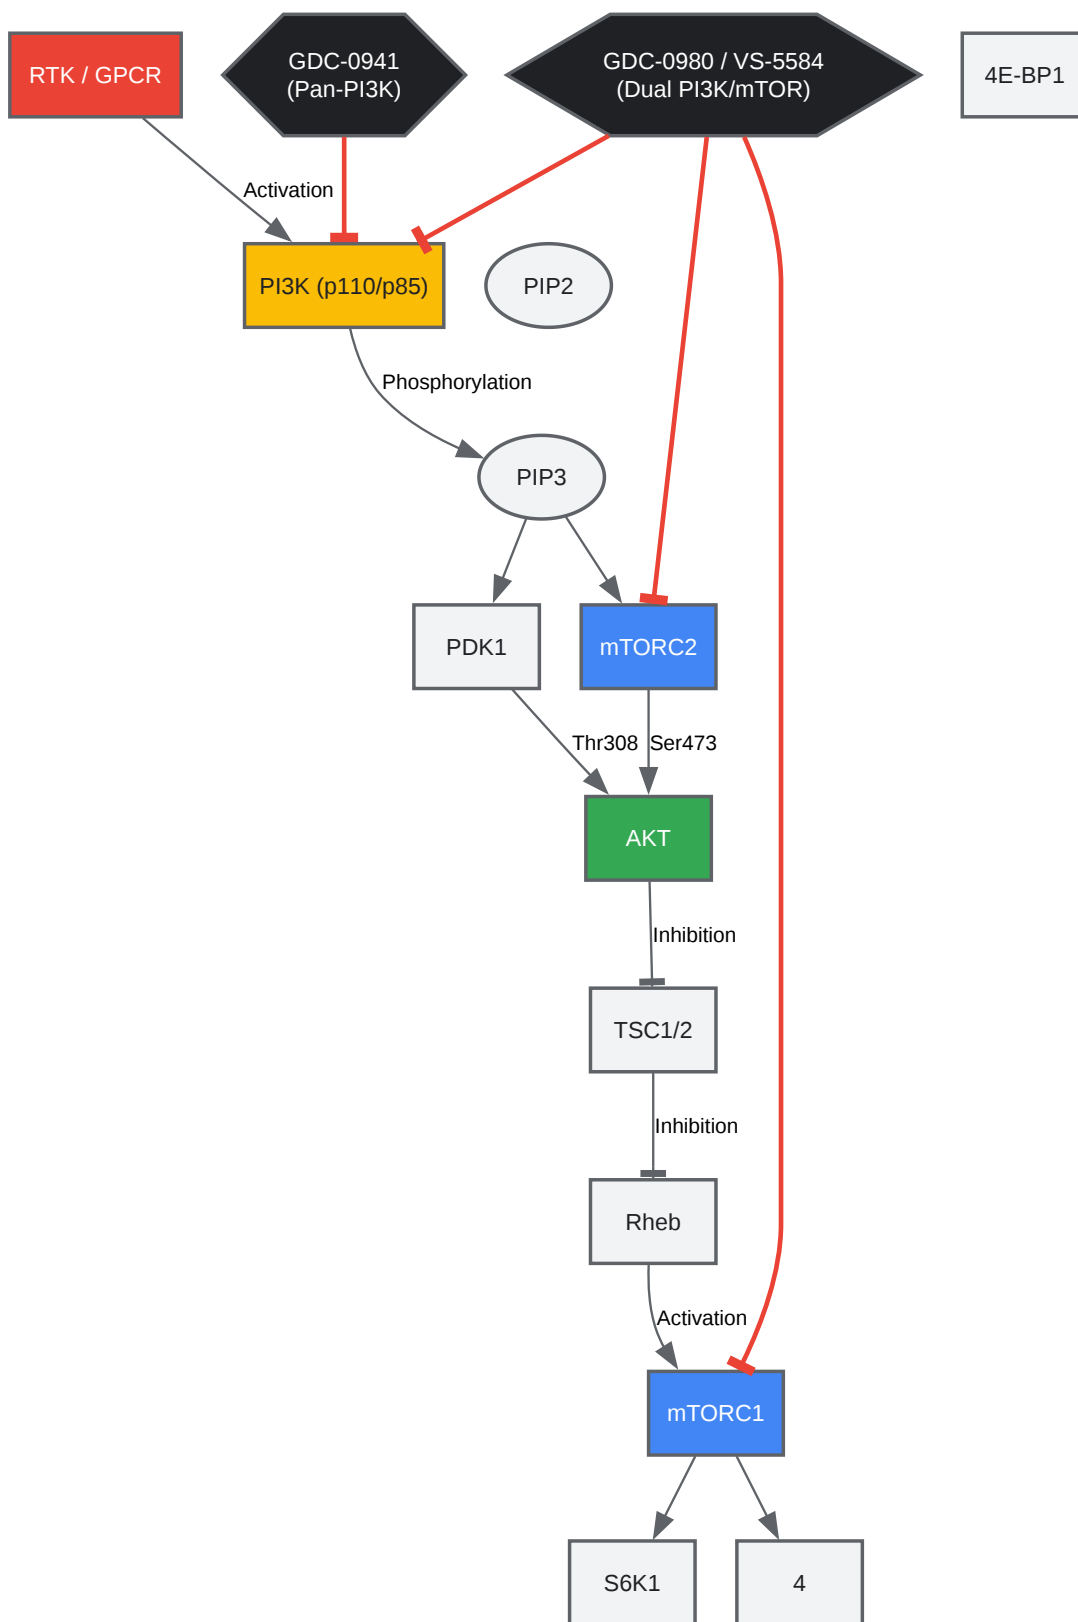 RTK / GPCR
GDC-0941
(Pan-PI3K)
GDC-0980 / VS-5584
(Dual PI3K/mTOR)
4E-BP1
Activation
PI3K (p110/p85)
PIP2
Phosphorylation
PIP3
PDK1
mTORC2
Thr308
Ser473
AKT
Inhibition
TSC1/2
Inhibition
Rheb
Activation
mTORC1
S6K1
4